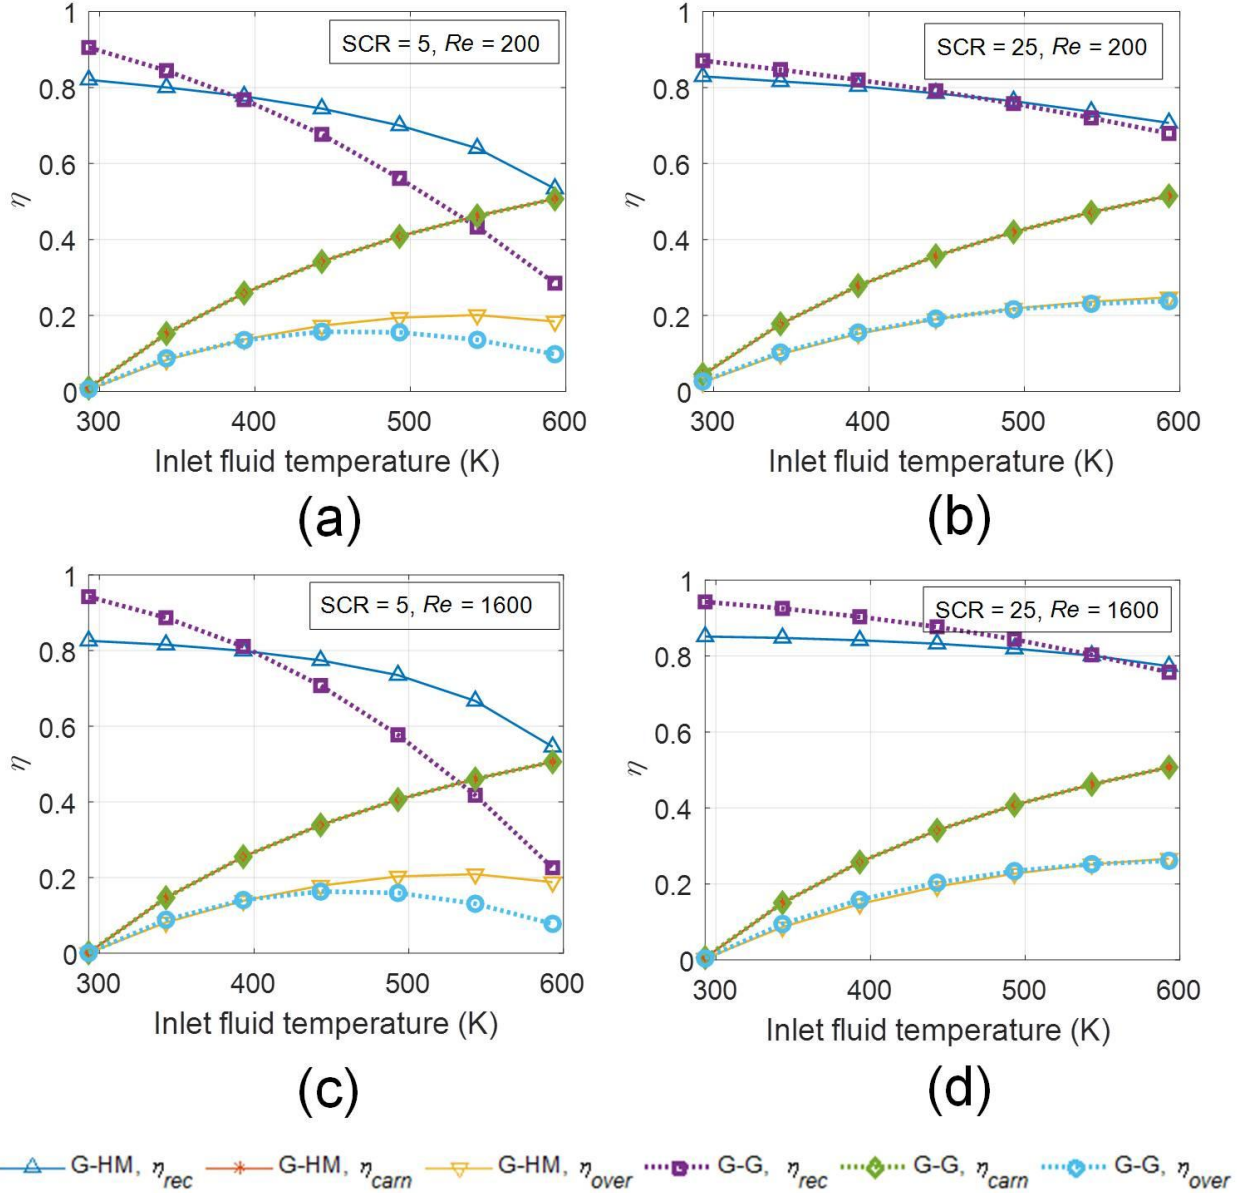 1
0.8
0.6
0.4
0.2
0
η
SCR = 5, Re = 200
300 400 500 600
Inlet fluid temperature (K)
(a)
1
0.8
0.6
0.4
0.2
0
η
SCR = 25, Re = 200
300 400 500 600
Inlet fluid temperature (K)
(b)
1
0.8
0.6
0.4
0.2
0
η
SCR = 5, Re = 1600
300 400 500 600
Inlet fluid temperature (K)
(c)
1
0.8
0.6
0.4
0.2
0
η
SCR = 25, Re = 1600
300 400 500 600
Inlet fluid temperature (K)
(d)
G-HM, ηrec G-HM, ηcarn G-HM, ηover G-G, ηrec G-G, ηcarn G-G, ηover